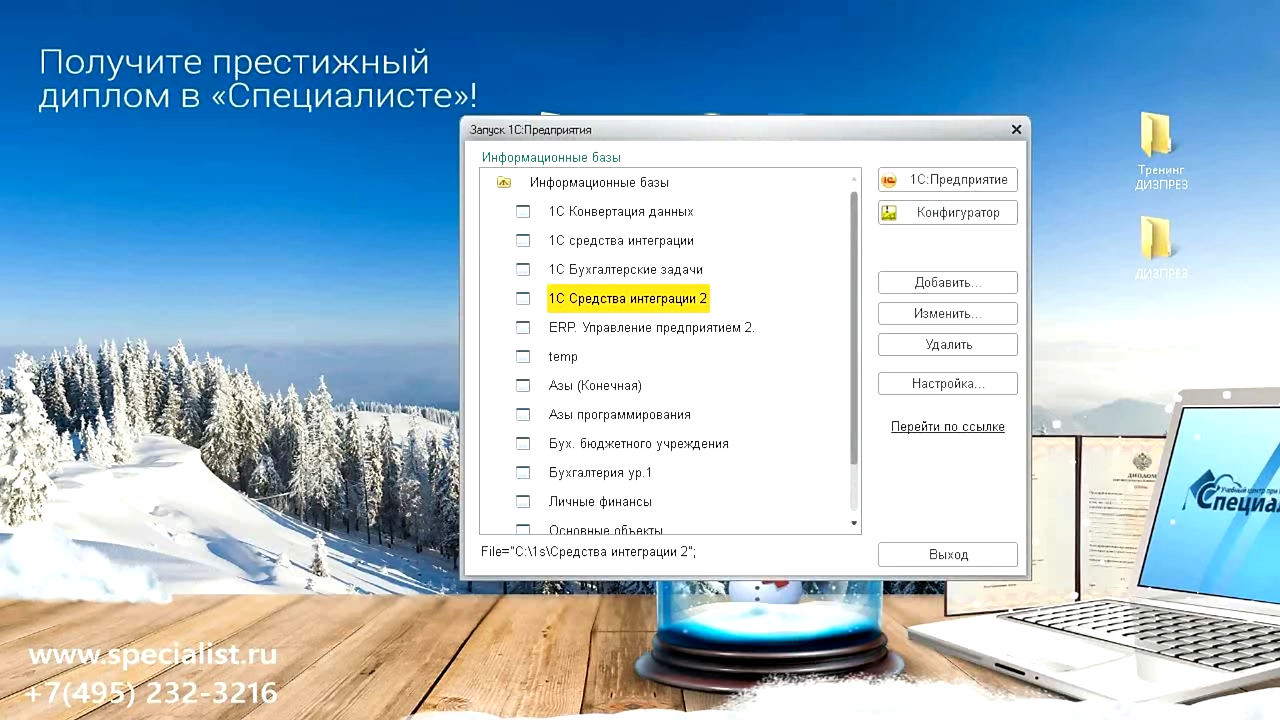 Получите престижный
диплом в «Специалисте»!
Запуск 1С:Предприятия
Информационные базы
Информационные базы
1С Конвертация данных
1С средства интеграции
1С Бухгалтерские задачи
1С Средства интеграции 2
ERP. Управление предприятием 2.
temp
Азы (Конечная)
Азы программирования
Бух. бюджетного учреждения
Бухгалтерия ур.1
Личные финансы
Основные объекты
File="C:\1s\Средства интеграции 2";
1С:Предприятие
Конфигуратор
Добавить...
Изменить...
Удалить
Настройка...
Перейти по ссылке
Выход
Тренинг
ДИЗПРЕЗ
ДИЗПРЕЗ
ДИПЛОМ
www.specialist.ru
+7(495) 232-3216